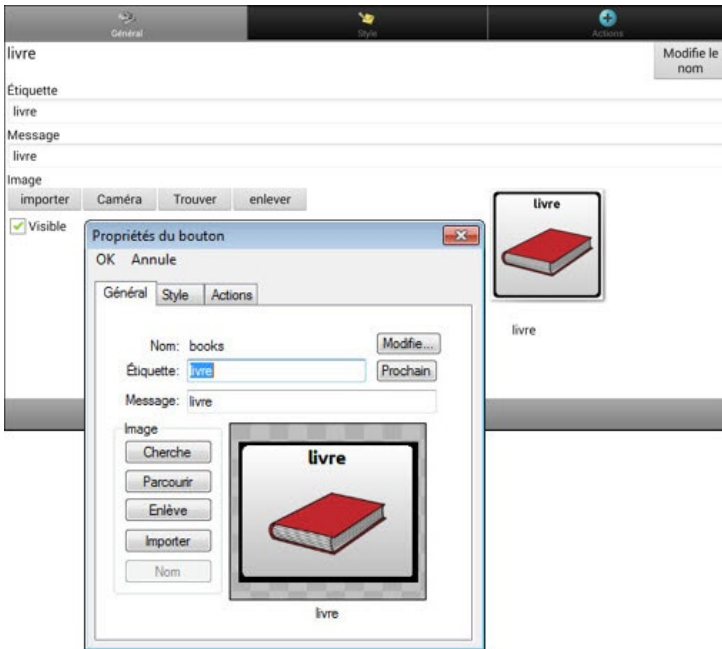 Général Style Actions
livre Modifie le
nom
Étiquette
livre
Message
livre
Image
importer Caméra Trouver enlever
Visible
livre
livre
Propriétés du bouton
OK Annule
Général Style Actions
Nom: books Modifie...
Étiquette: livre Prochain
Message: livre
Image
Cherche
Parcourir
Enlève
Importer
Nom
livre
livre